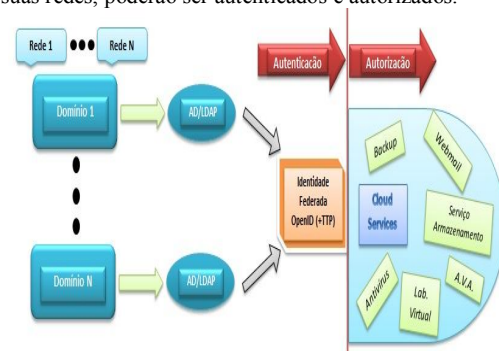 suas redes, poderão ser autenticados e autorizados.
Rede 1
Rede N
Autenticação
Autorização
Domínio 1
AD/LDAP
Identidade
Federada
OpenID (+TTP)
Domínio N
AD/LDAP
Backup
Webmail
Cloud
Services
Serviço
Armazenamento
Antivirus
Lab.
Virtual
A.V.A.